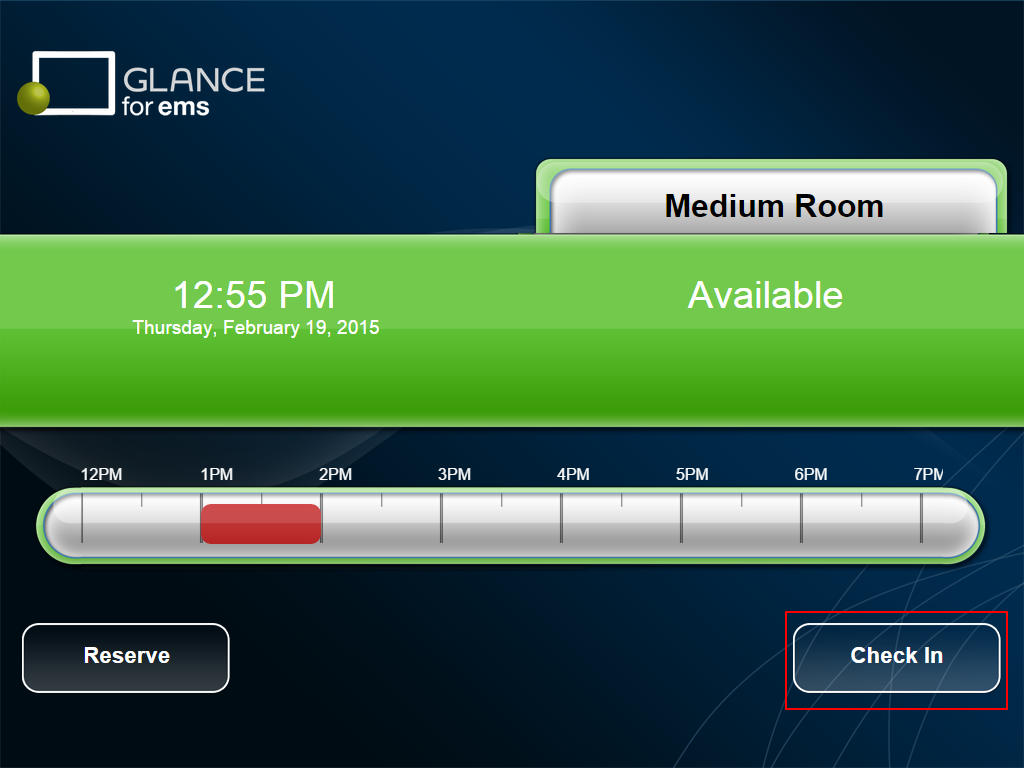 GLANCE
for ems
Medium Room
12:55 PM
Thursday, February 19, 2015
Available
12PM 1PM 2PM 3PM 4PM 5PM 6PM 7PM
Reserve
Check In